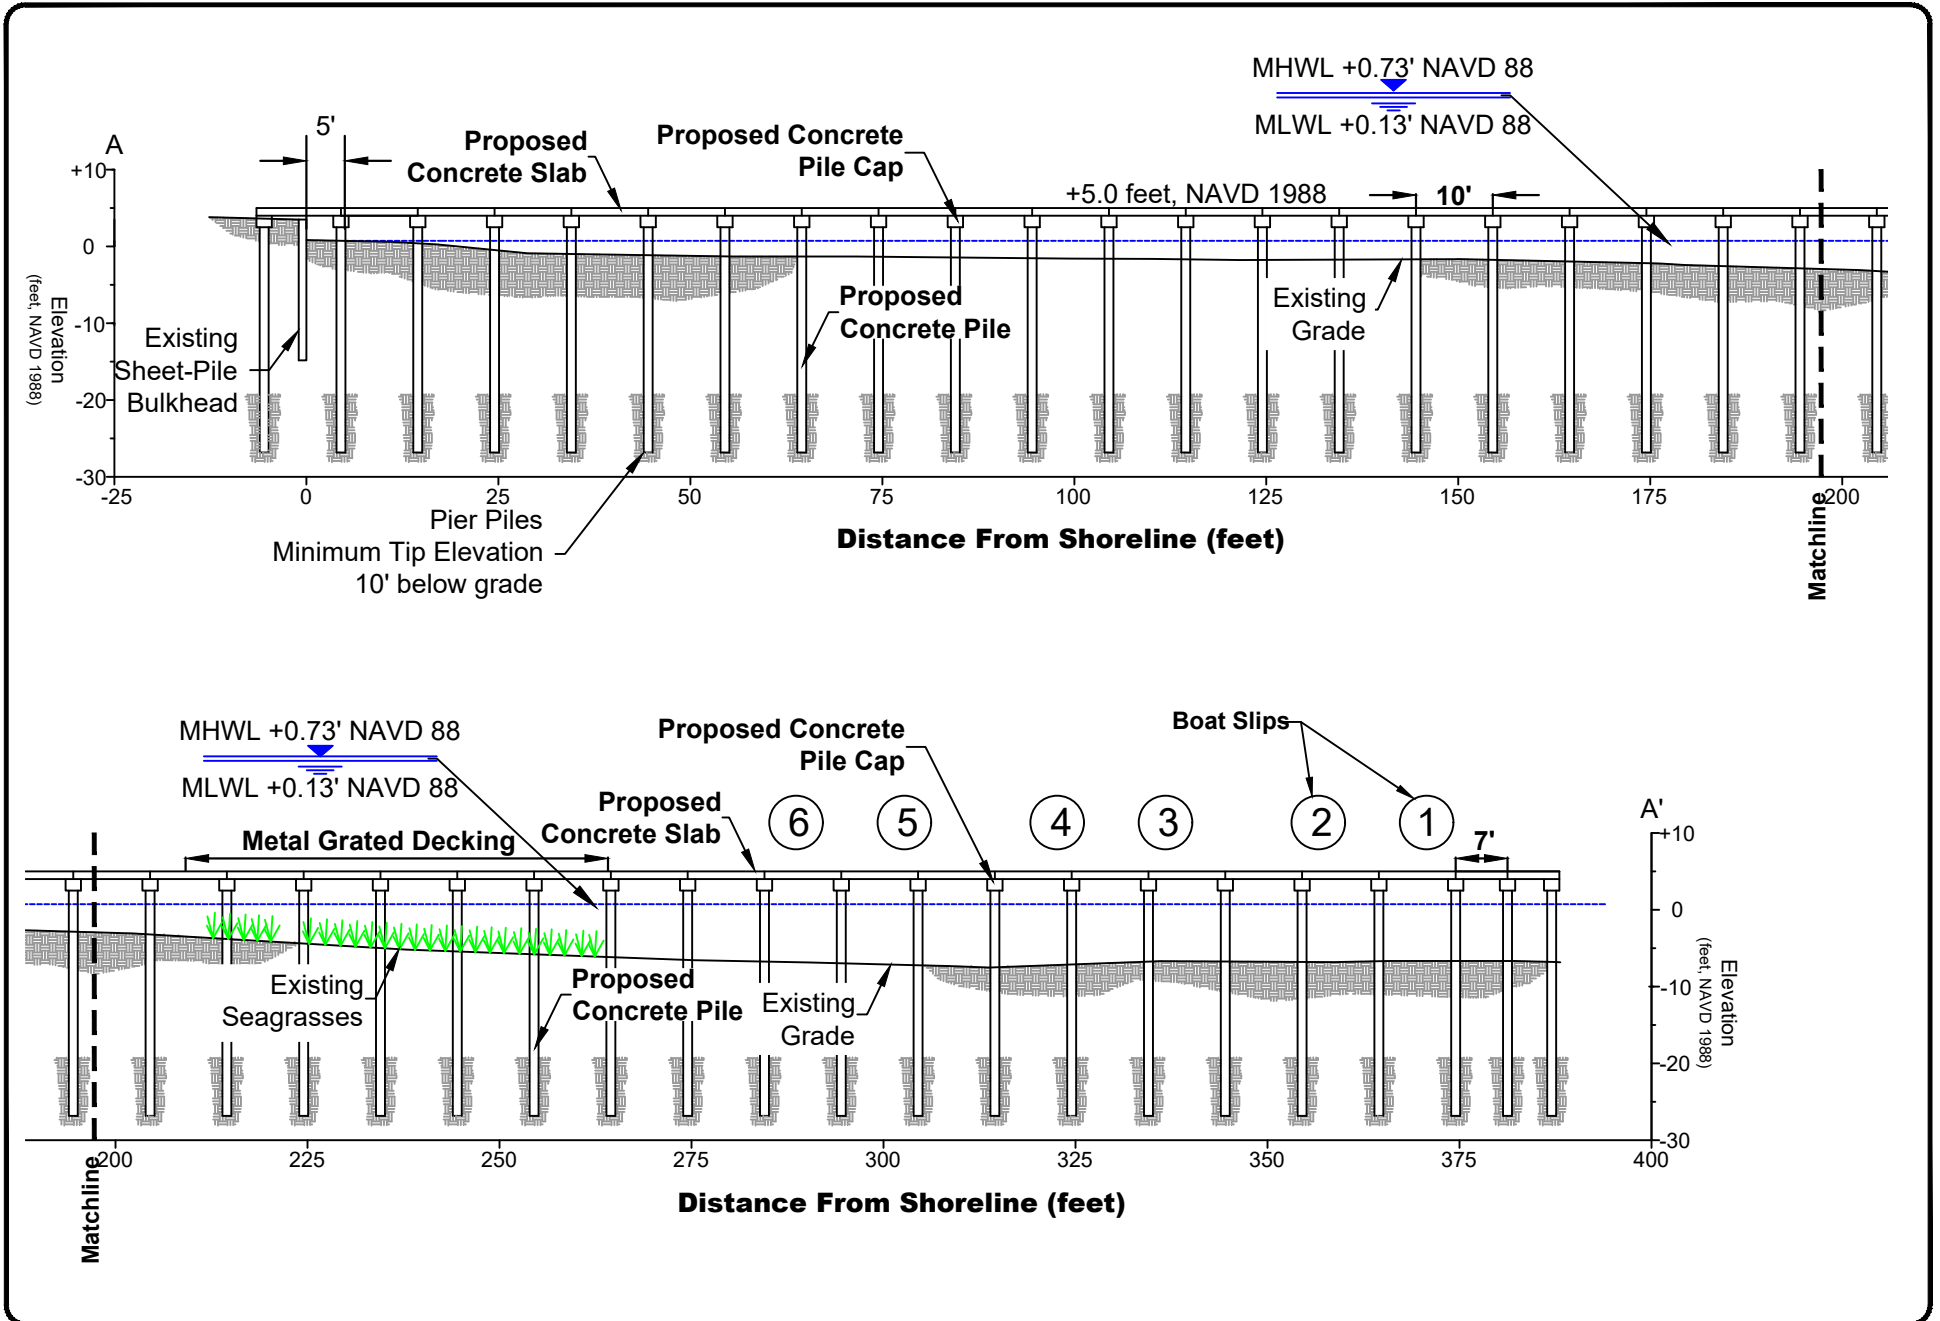 MHWL +0.73' NAVD 88
MLWL +0.13' NAVD 88
A
5'
Proposed
Concrete Slab
Proposed Concrete
Pile Cap
+5.0 feet, NAVD 1988
10'
+10
0
-10
-20
-30
Elevation
(feet, NAVD 1988)
Existing
Sheet-Pile
Bulkhead
Proposed
Concrete Pile
Existing
Grade
-25
0
25
50
75
100
125
150
175
200
Pier Piles
Minimum Tip Elevation
10' below grade
Distance From Shoreline (feet)
Matchline
MHWL +0.73' NAVD 88
MLWL +0.13' NAVD 88
Metal Grated Decking
Proposed
Concrete Slab
Proposed Concrete
Pile Cap
Boat Slips
6
5
4
3
2
1
7'
A'
+10
0
-10
-20
-30
Elevation
(feet, NAVD 1988)
Existing
Seagrasses
Proposed
Concrete Pile
Existing
Grade
200
225
250
275
300
325
350
375
400
Matchline
Distance From Shoreline (feet)